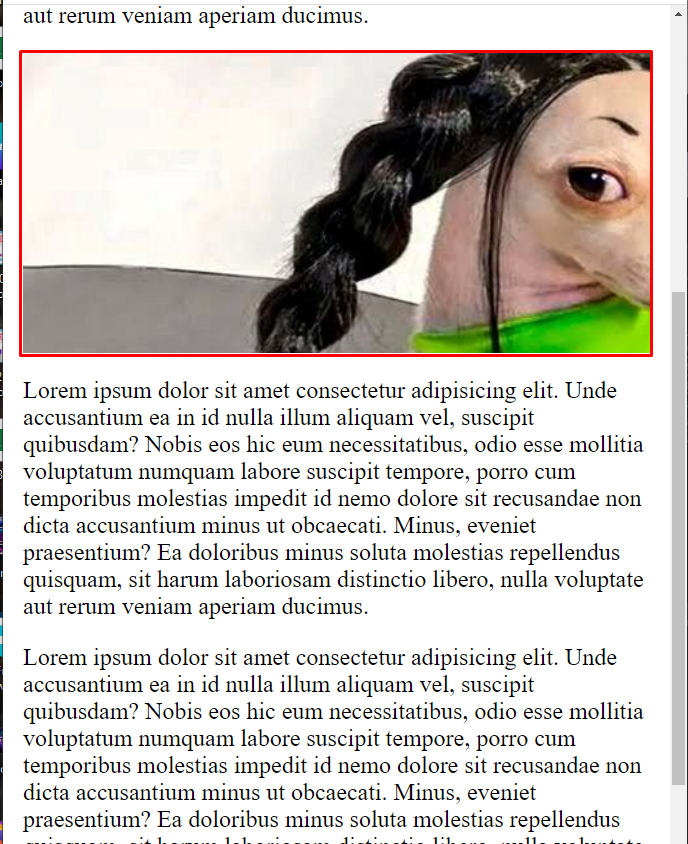 aut rerum veniam aperiam ducimus.
Lorem ipsum dolor sit amet consectetur adipisicing elit. Unde
accusantium ea in id nulla illum aliquam vel, suscipit
quibusdam? Nobis eos hic eum necessitatibus, odio esse mollitia
voluptatum numquam labore suscipit tempore, porro cum
temporibus molestias impedit id nemo dolore sit recusandae non
dicta accusantium minus ut obcaecati. Minus, eveniet
praesentium? Ea doloribus minus soluta molestias repellendus
quisquam, sit harum laboriosam distinctio libero, nulla voluptate
aut rerum veniam aperiam ducimus.
Lorem ipsum dolor sit amet consectetur adipisicing elit. Unde
accusantium ea in id nulla illum aliquam vel, suscipit
quibusdam? Nobis eos hic eum necessitatibus, odio esse mollitia
voluptatum numquam labore suscipit tempore, porro cum
temporibus molestias impedit id nemo dolore sit recusandae non
dicta accusantium minus ut obcaecati. Minus, eveniet
praesentium? Ea doloribus minus soluta molestias repellendus